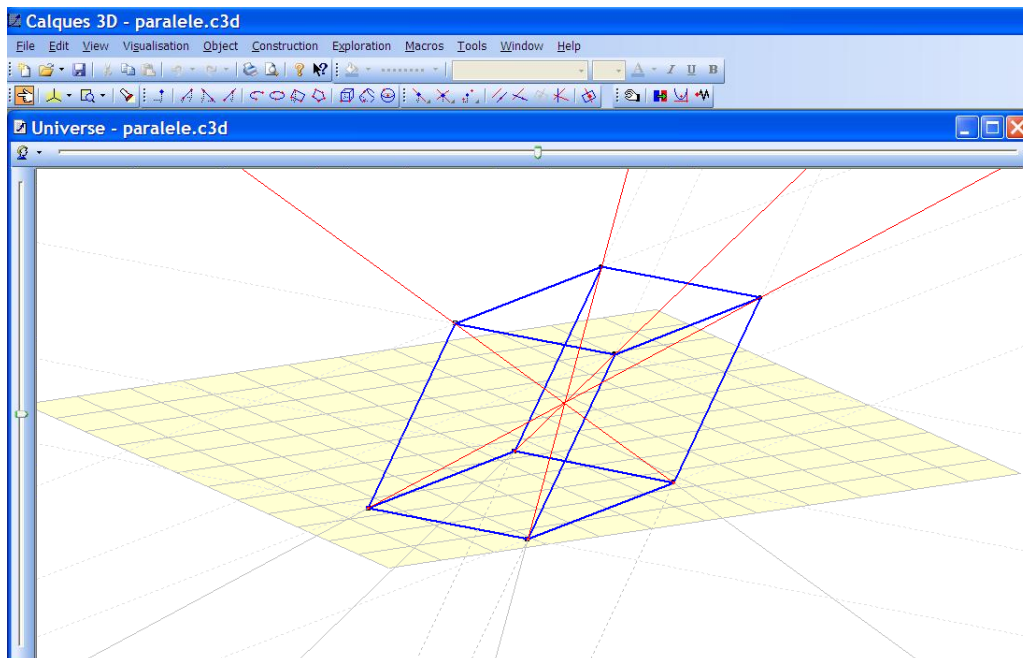 Calques 3D - paralele.c3d
File Edit View Visualisation Object Construction Exploration Macros Tools Window Help
A I U B
Universe - paralele.c3d